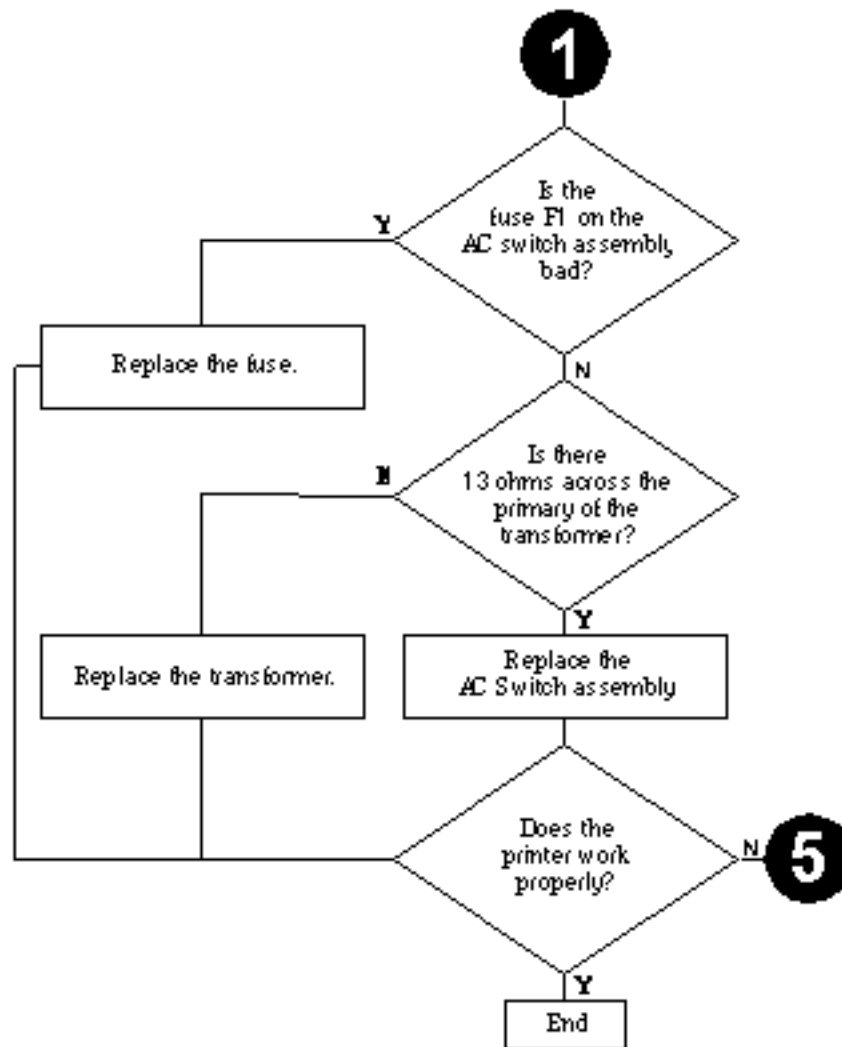 1
Is the
fuse F1 on the
AC switch assembly
bad?
Y
Replace the fuse.
N
Is there
13 ohms across the
primary of the
transformer?
N
Y
Replace the transformer.
Replace the
AC Switch assembly
Does the
printer work
properly?
N
5
Y
End